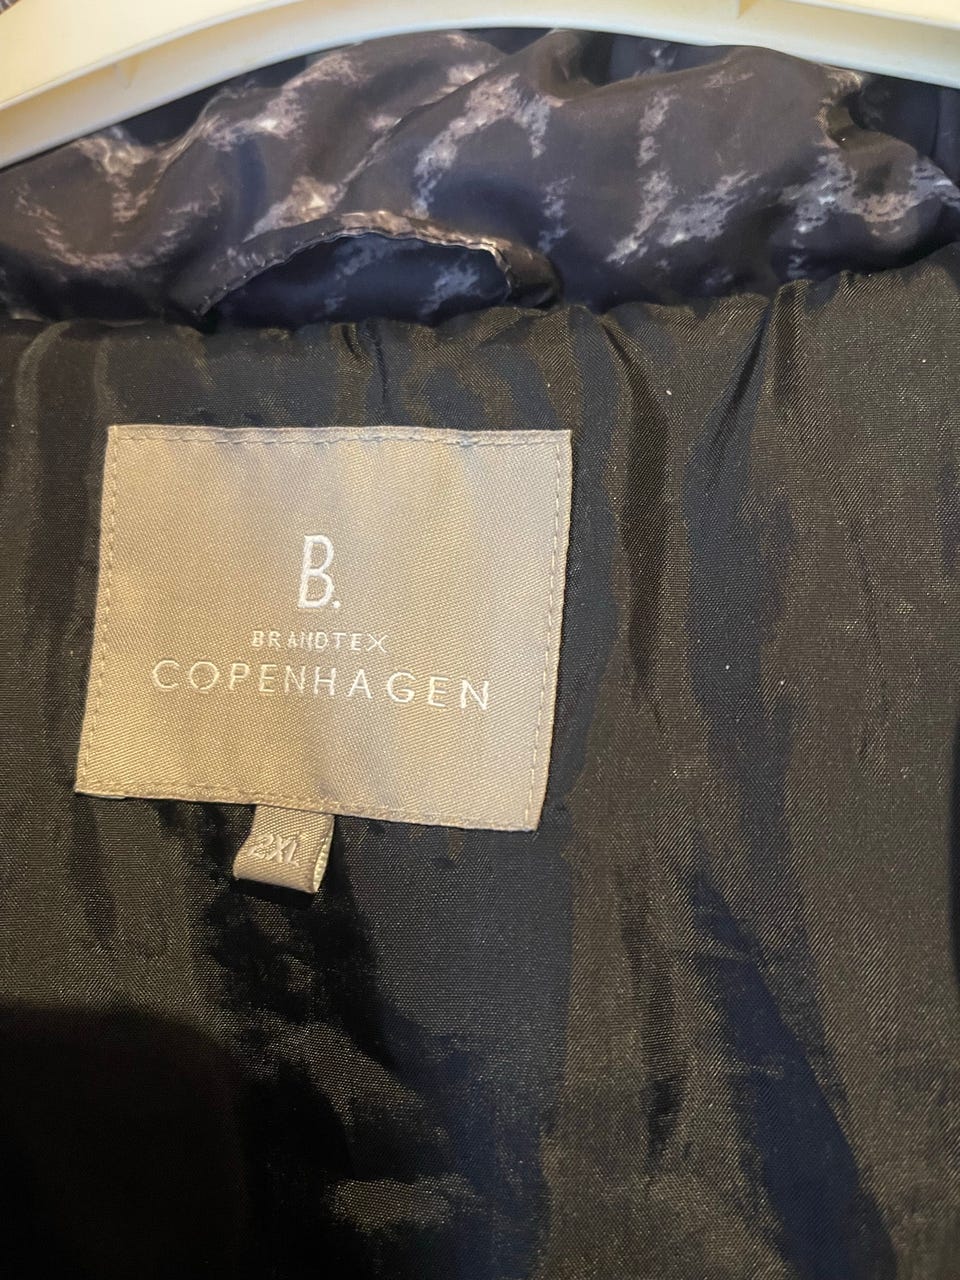 B.
BRANDTEX
COPENHAGEN
2XL